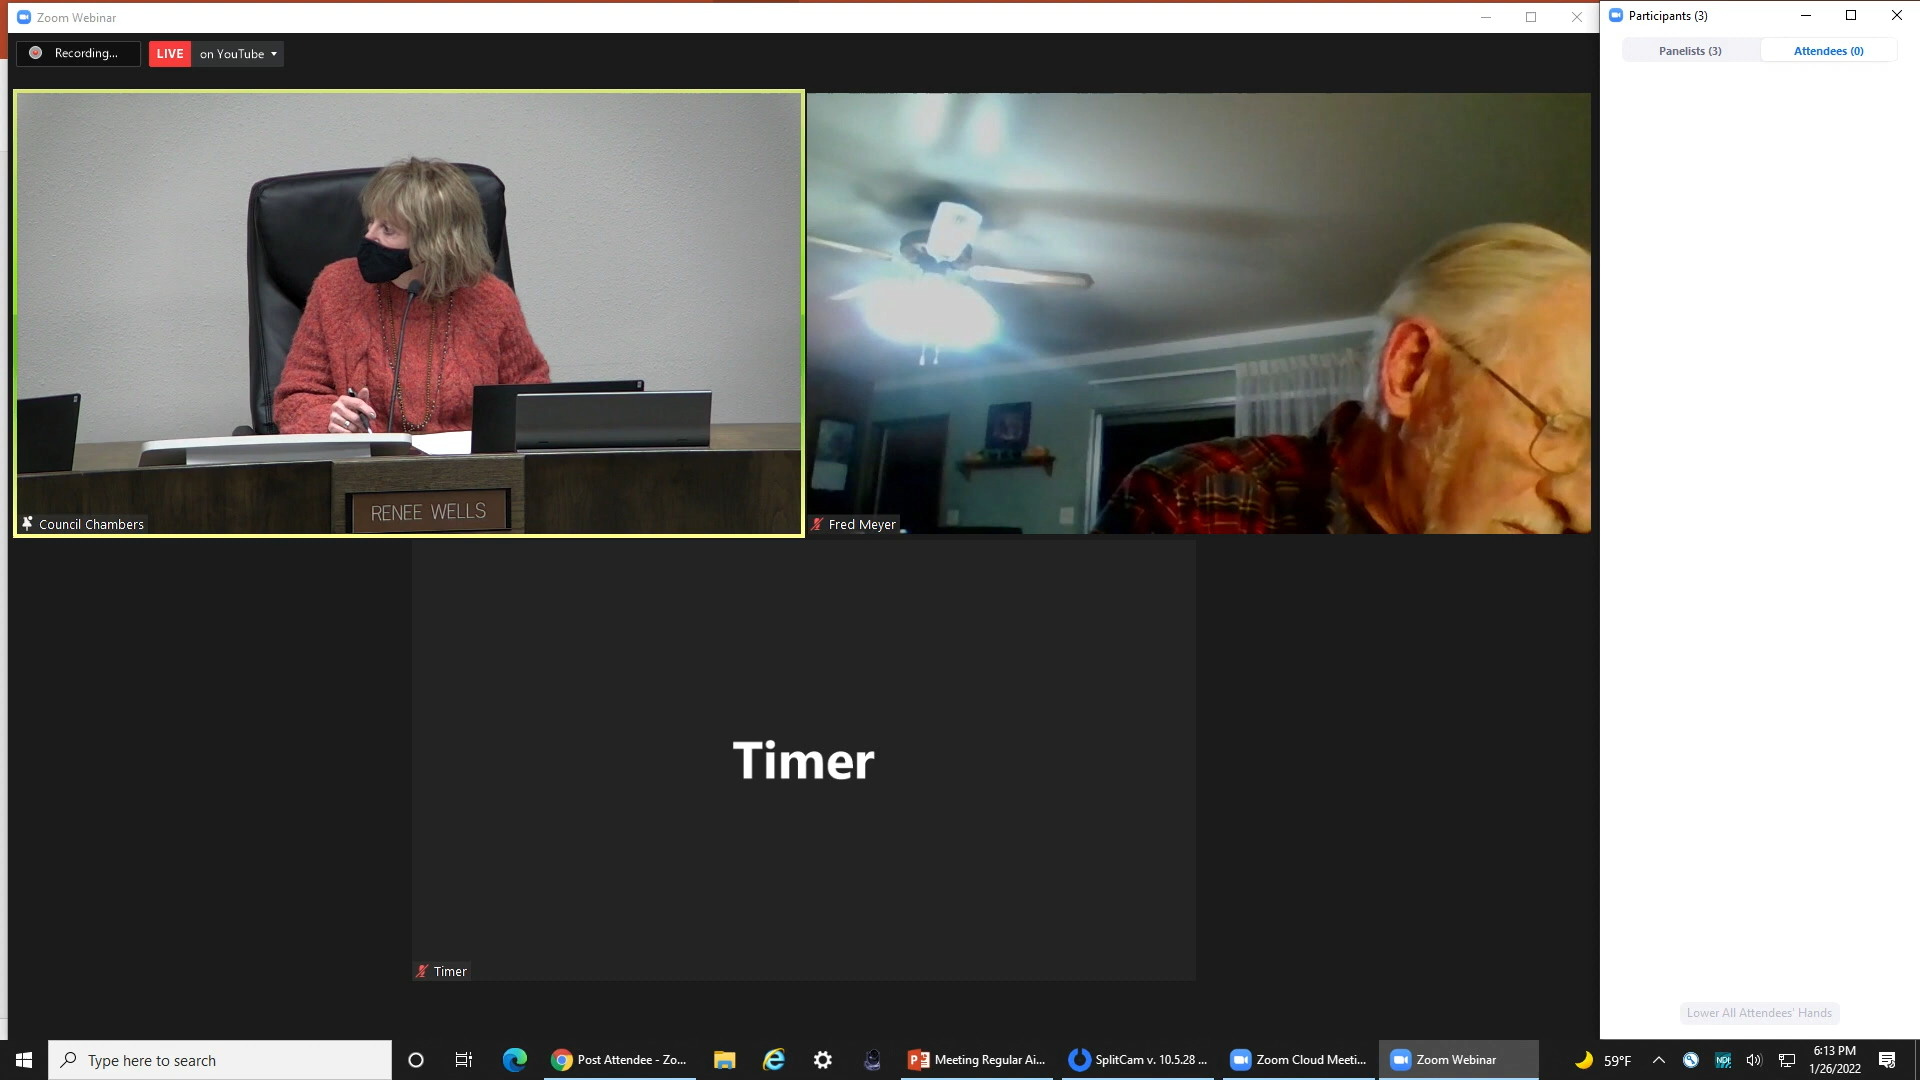 Zoom Webinar
Recording...
LIVE on YouTube
RENEE WELLS
Council Chambers
Fred Meyer
Timer
Timer
Participants (3)
Panelists (3)
Attendees (0)
Lower All Attendees' Hands
Type here to search
Post Attendee - Zo...
Meeting Regular Ai...
SplitCam v. 10.5.28 ...
Zoom Cloud Meeti...
Zoom Webinar
59°F
NDI
6:13 PM
1/26/2022